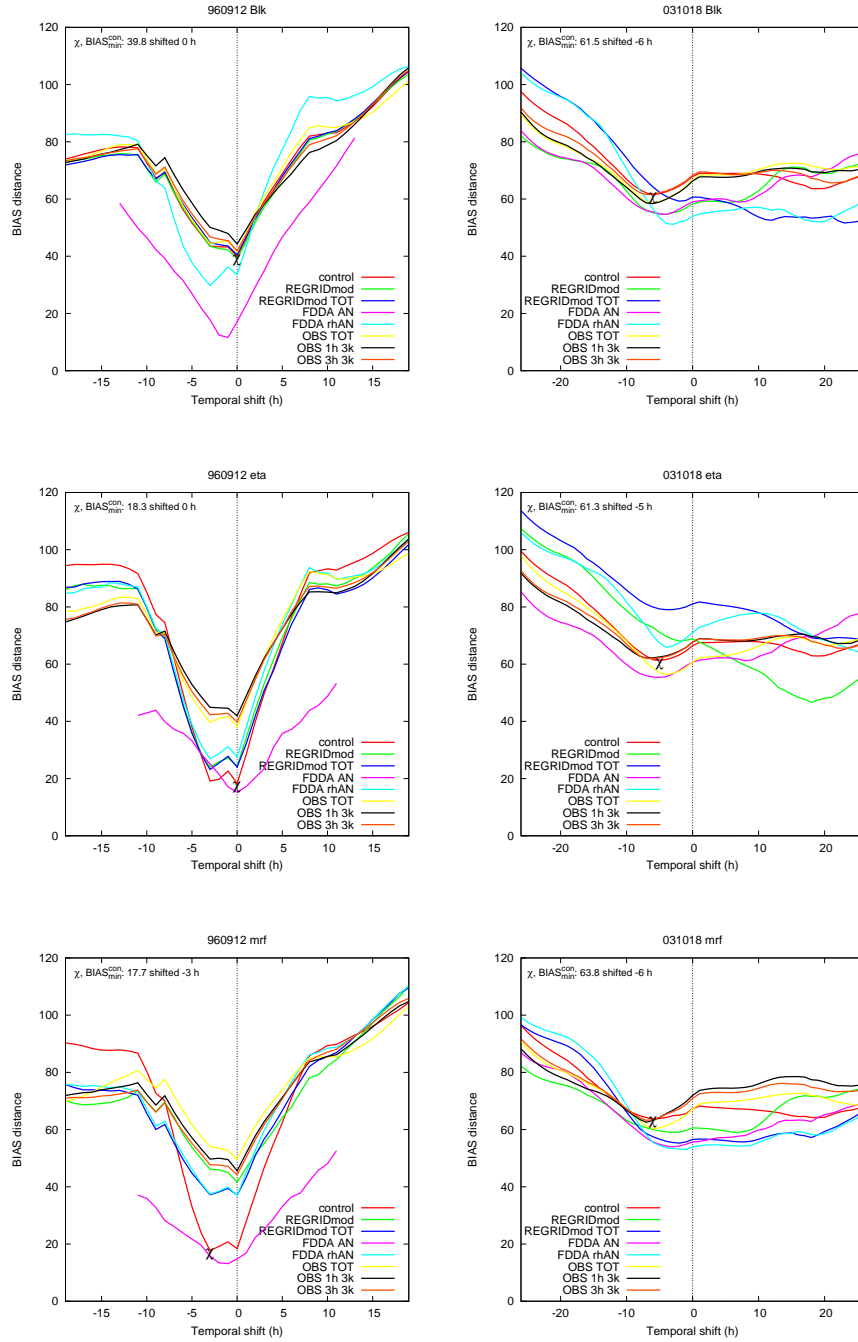 960912 Blk
χ, BIAS^con_min: 39.8 shifted 0 h
BIAS distance
0
20
40
60
80
100
120
control
REGRIDmod
REGRIDmod TOT
FDDA AN
FDDA rhAN
OBS TOT
OBS 1h 3k
OBS 3h 3k
χ
-15 -10 -5 0 5 10 15
Temporal shift (h)
031018 Blk
χ, BIAS^con_min: 61.5 shifted -6 h
BIAS distance
0
20
40
60
80
100
120
control
REGRIDmod
REGRIDmod TOT
FDDA AN
FDDA rhAN
OBS TOT
OBS 1h 3k
OBS 3h 3k
χ
-20 -10 0 10 20
Temporal shift (h)
960912 eta
χ, BIAS^con_min: 18.3 shifted 0 h
BIAS distance
0
20
40
60
80
100
120
control
REGRIDmod
REGRIDmod TOT
FDDA AN
FDDA rhAN
OBS TOT
OBS 1h 3k
OBS 3h 3k
χ
-15 -10 -5 0 5 10 15
Temporal shift (h)
031018 eta
χ, BIAS^con_min: 61.3 shifted -5 h
BIAS distance
0
20
40
60
80
100
120
control
REGRIDmod
REGRIDmod TOT
FDDA AN
FDDA rhAN
OBS TOT
OBS 1h 3k
OBS 3h 3k
χ
-20 -10 0 10 20
Temporal shift (h)
960912 mrf
χ, BIAS^con_min: 17.7 shifted -3 h
BIAS distance
0
20
40
60
80
100
120
control
REGRIDmod
REGRIDmod TOT
FDDA AN
FDDA rhAN
OBS TOT
OBS 1h 3k
OBS 3h 3k
χ
-15 -10 -5 0 5 10 15
Temporal shift (h)
031018 mrf
χ, BIAS^con_min: 63.8 shifted -6 h
BIAS distance
0
20
40
60
80
100
120
control
REGRIDmod
REGRIDmod TOT
FDDA AN
FDDA rhAN
OBS TOT
OBS 1h 3k
OBS 3h 3k
χ
-20 -10 0 10 20
Temporal shift (h)